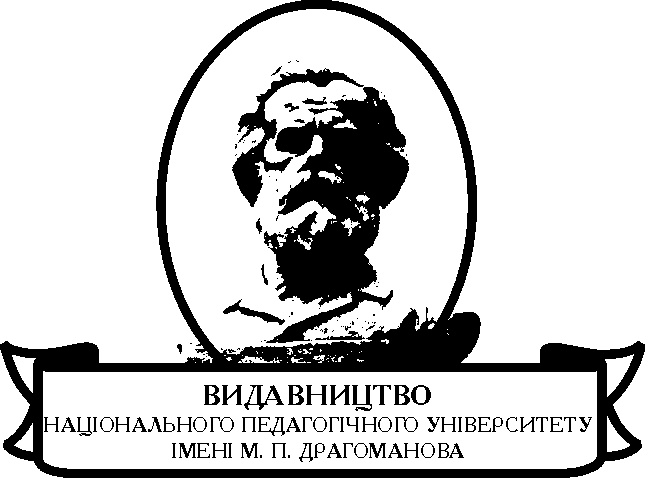 ВИДАВНИЦТВО
НАЦІОНАЛЬНОГО ПЕДАГОГІЧНОГО УНІВЕРСИТЕТУ
ІМЕНІ М. П. ДРАГОМАНОВА